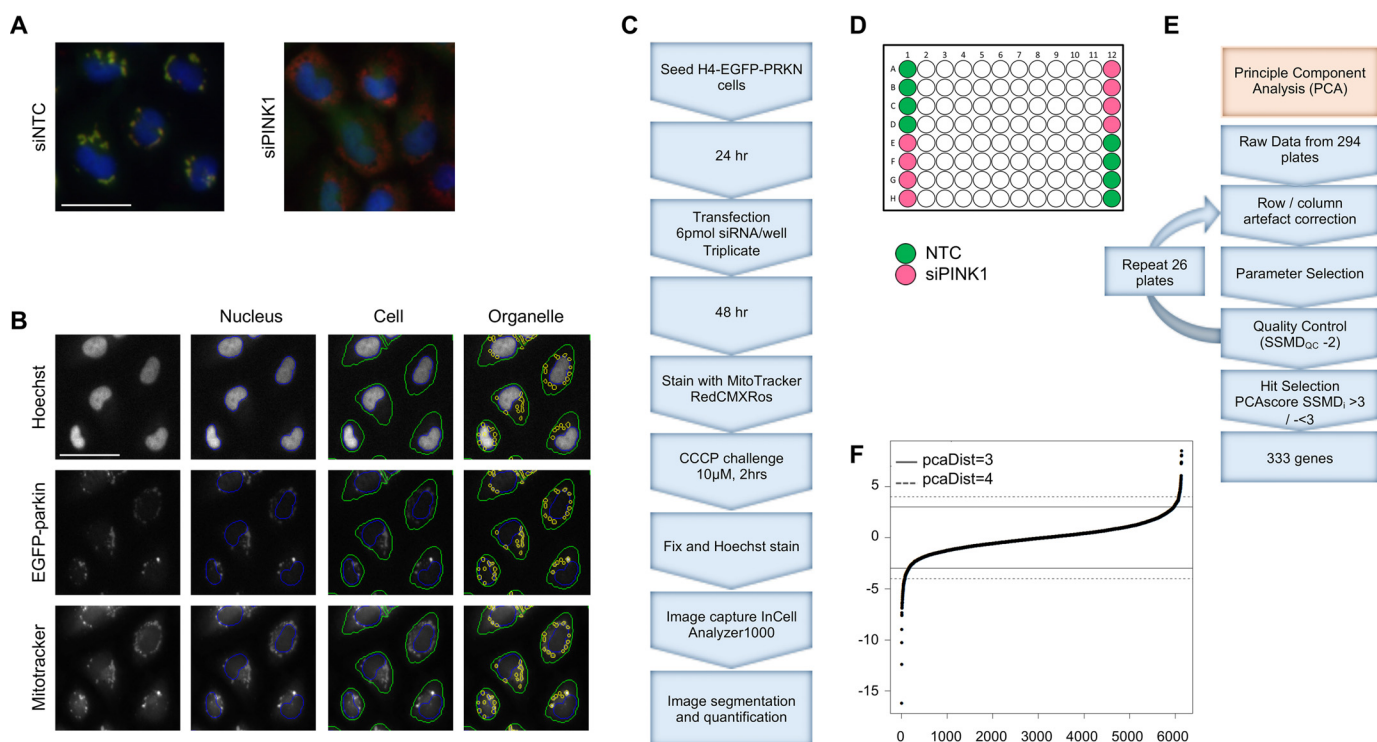 A
siNTC
siPINK1
B
Nucleus
Cell
Organelle
Hoechst
EGFP-parkin
Mitotracker
C
Seed H4-EGFP-PRKN
cells
24 hr
Transfection
6pmol siRNA/well
Triplicate
48 hr
Stain with MitoTracker
RedCMXRos
CCCP challenge
10µM, 2hrs
Fix and Hoechst stain
Image capture InCell
Analyzer1000
Image segmentation
and quantification
D
1 2 3 4 5 6 7 8 9 10 11 12
A
B
C
D
E
F
G
H
NTC
siPINK1
E
Principle Component
Analysis (PCA)
Raw Data from 294
plates
Row / column
artefact correction
Repeat 26
plates
Parameter Selection
Quality Control
(SSMDQC -2)
Hit Selection
PCAscore SSMDi >3
/ -<3
333 genes
F
pcaDist=3
pcaDist=4
5
0
-5
-10
-15
0 1000 2000 3000 4000 5000 6000